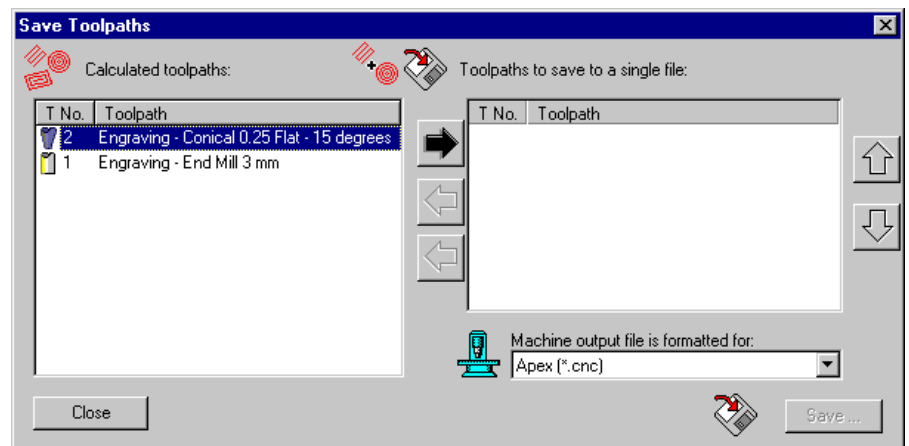 Save Toolpaths
Calculated toolpaths:
Toolpaths to save to a single file:
T No. Toolpath
2 Engraving - Conical 0.25 Flat - 15 degrees
1 Engraving - End Mill 3 mm
T No. Toolpath
Machine output file is formatted for:
Apex (*.cnc)
Close
Save ...